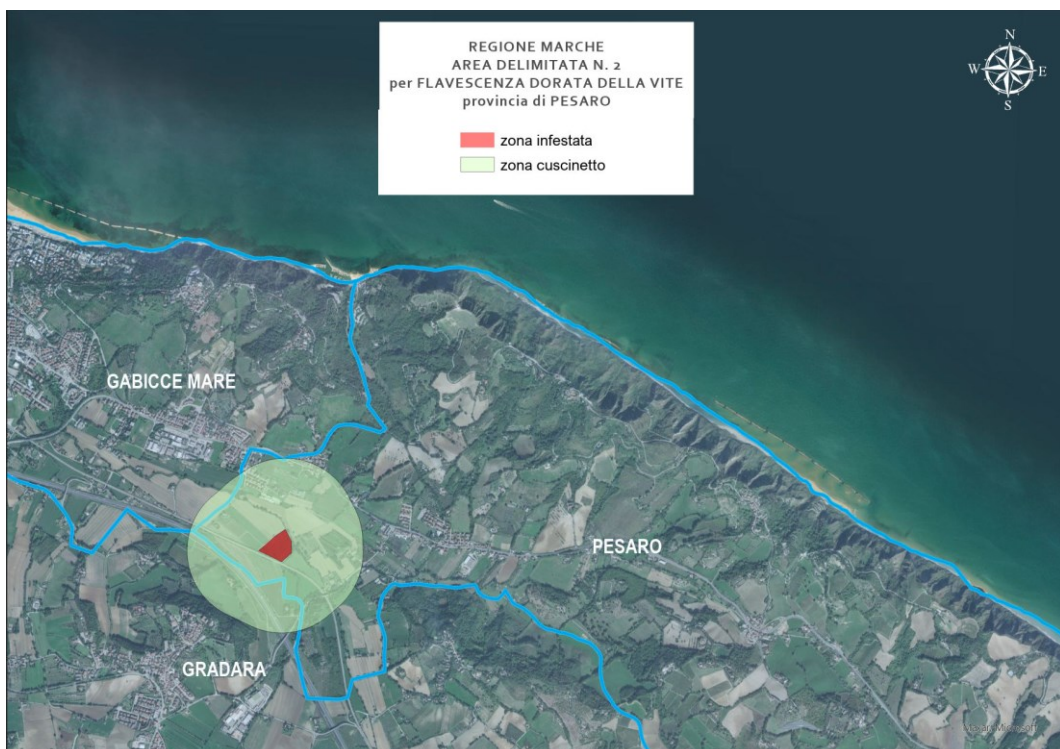 REGIONE MARCHE
AREA DELIMITATA N. 2
per FLAVESCENZA DORATA DELLA VITE
provincia di PESARO
zona infestata
zona cuscinetto
N
W E
S
GABICCE MARE
PESARO
GRADARA